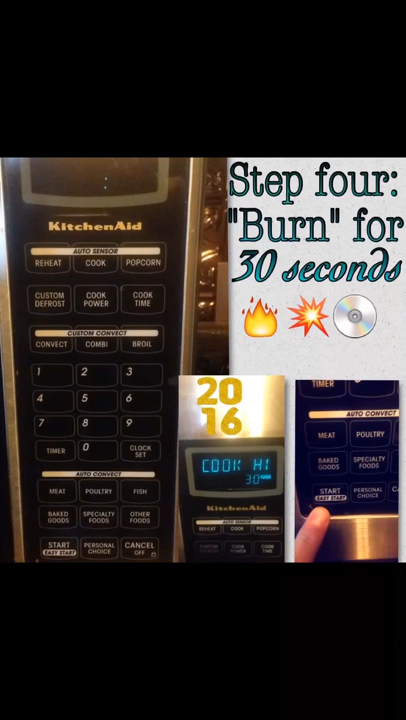 Step four:
"Burn" for
30 seconds
KitchenAid
AUTO SENSOR
REHEAT COOK POPCORN
CUSTOM DEFROST COOK POWER COOK TIME
CUSTOM CONVECT
CONVECT COMBI BROIL
1 2 3
4 5 6
7 8 9
TIMER 0 CLOCK SET
AUTO CONVECT
MEAT POULTRY FISH
BAKED GOODS SPECIALTY FOODS OTHER FOODS
START EASY START PERSONAL CHOICE CANCEL OFF
20
16
COOK HI
30
KitchenAid
AUTO SENSOR
REHEAT COOK POPCORN
CUSTOM DEFROST COOK POWER COOK TIME
TIMER
AUTO CONVECT
MEAT POULTRY
BAKED GOODS SPECIALTY FOODS
START EASY START PERSONAL CHOICE